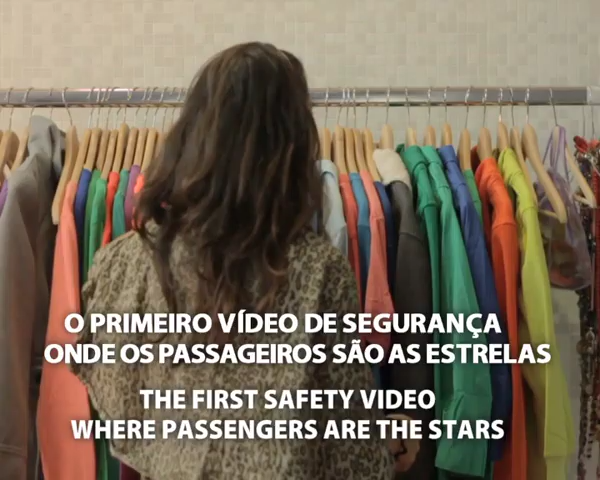 O PRIMEIRO VÍDEO DE SEGURANÇA
ONDE OS PASSAGEIROS SÃO AS ESTRELAS
THE FIRST SAFETY VIDEO
WHERE PASSENGERS ARE THE STARS